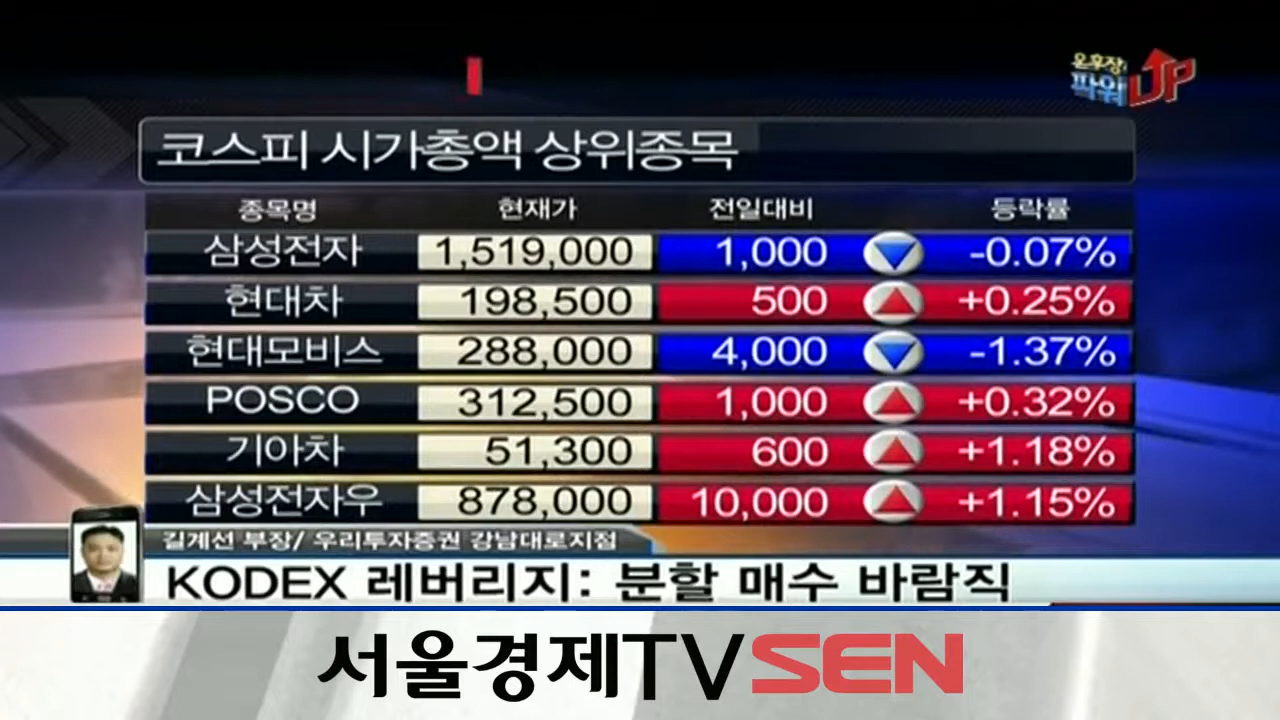 온후장!
파워UP
코스피 시가총액 상위종목
종목명 현재가 전일대비 등락률
삼성전자 1,519,000 1,000 -0.07%
현대차 198,500 500 +0.25%
현대모비스 288,000 4,000 -1.37%
POSCO 312,500 1,000 +0.32%
기아차 51,300 600 +1.18%
삼성전자우 878,000 10,000 +1.15%
길계선 부장/ 우리투자증권 강남대로지점
KODEX 레버리지: 분할 매수 바람직
서울경제TV SEN